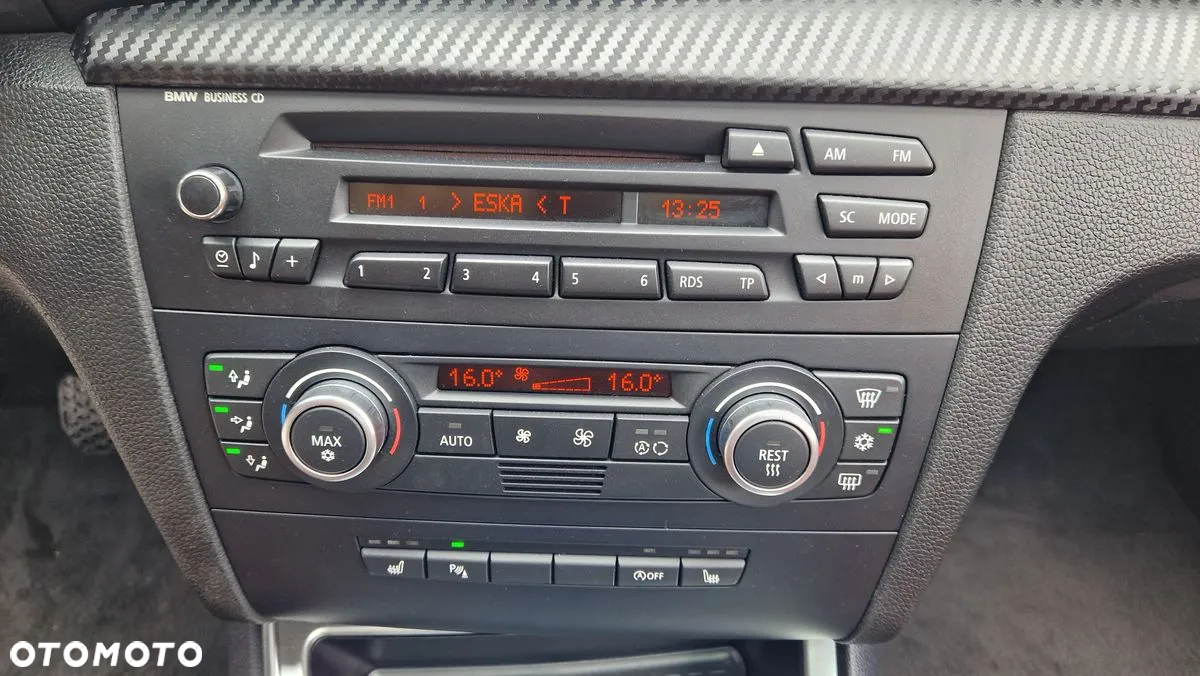 BMW BUSINESS CD
AM FM
FM1 1 > ESKA < T 13:25
SC MODE
1 2 3 4 5 6 RDS TP m
16.0° 16.0°
MAX AUTO A REST
P A OFF
OTOMOTO